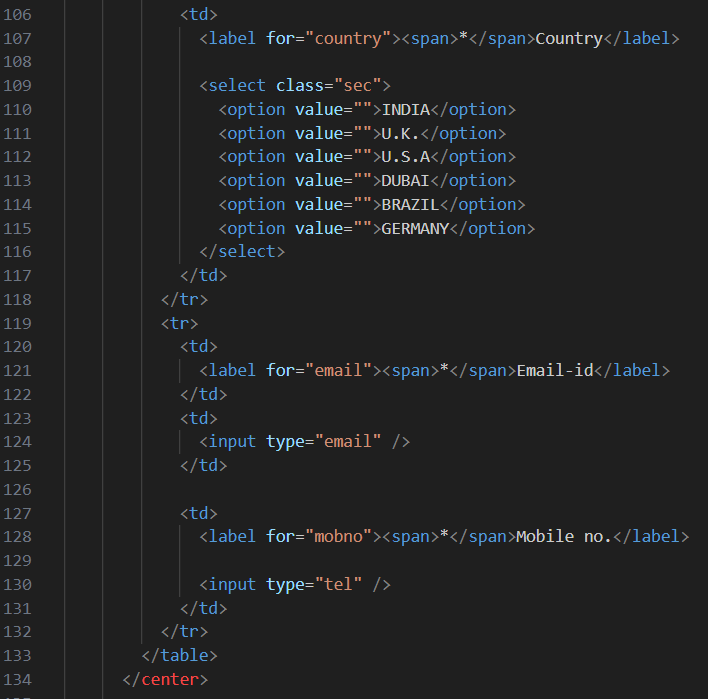 106 <td>
107 <label for="country"><span>*</span>Country</label>
108
109 <select class="sec">
110 <option value="">INDIA</option>
111 <option value="">U.K.</option>
112 <option value="">U.S.A</option>
113 <option value="">DUBAI</option>
114 <option value="">BRAZIL</option>
115 <option value="">GERMANY</option>
116 </select>
117 </td>
118 </tr>
119 <tr>
120 <td>
121 <label for="email"><span>*</span>Email-id</label>
122 </td>
123 <td>
124 <input type="email" />
125 </td>
126
127 <td>
128 <label for="mobno"><span>*</span>Mobile no.</label>
129
130 <input type="tel" />
131 </td>
132 </tr>
133 </table>
134 </center>